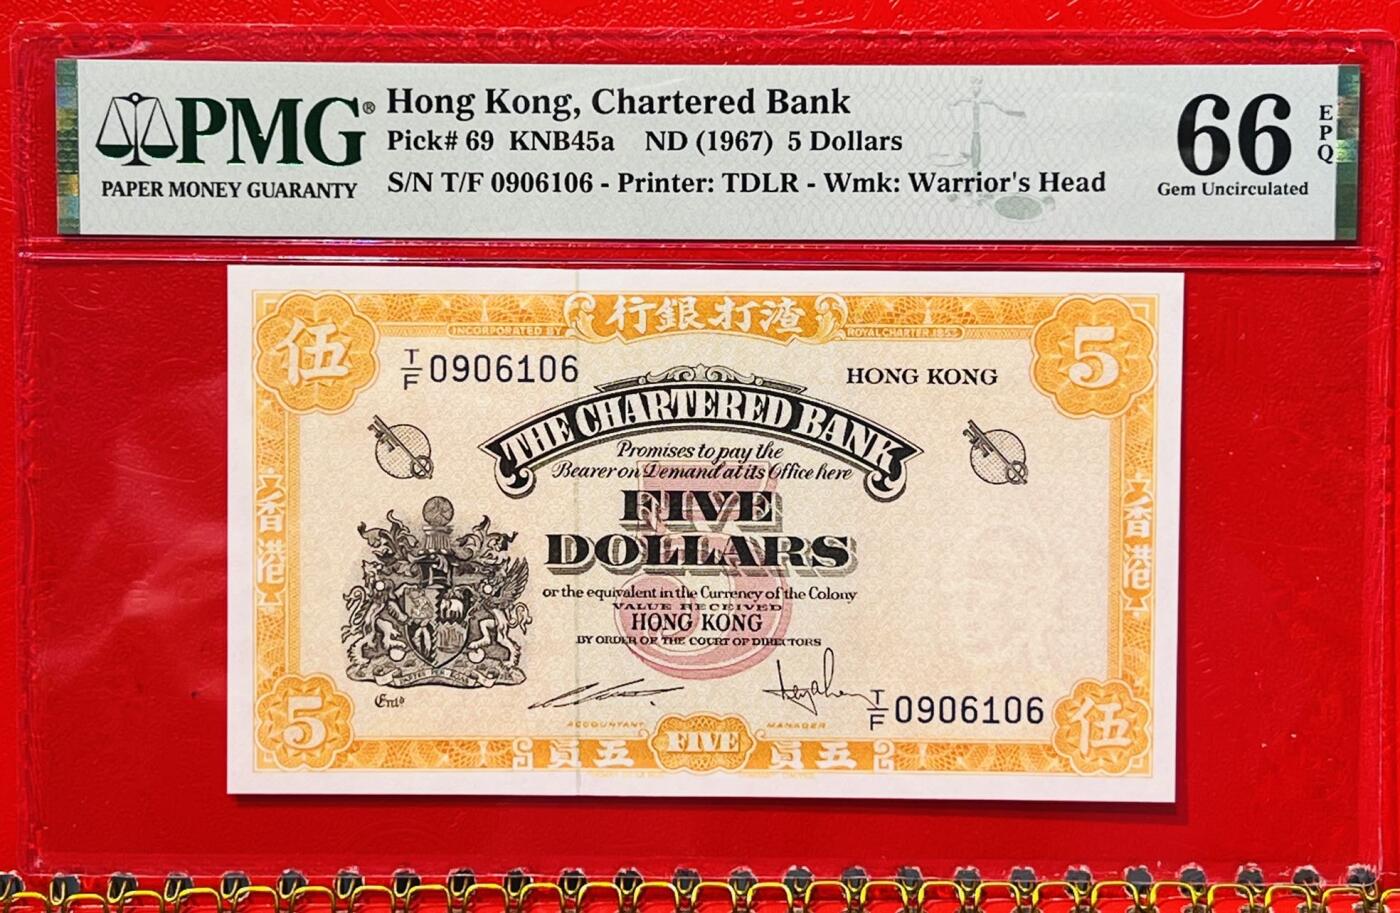 PMG® Hong Kong, Chartered Bank
Pick# 69 KNB45a ND (1967) 5 Dollars
S/N T/F 0906106 - Printer: TDLR - Wmk: Warrior's Head
PAPER MONEY GUARANTY
66 EPQ
Gem Uncirculated
伍 行銀打渣 5
INCORPORATED BY ROYAL CHARTER 1853
T/F 0906106
HONG KONG
THE CHARTERED BANK
Promises to pay the
Bearer on Demand at its Office here
FIVE
DOLLARS
5
or the equivalent in the Currency of the Colony
VALUE RECEIVED
HONG KONG
BY ORDER OF THE COURT OF DIRECTORS
香港
香港
Entd
T/F 0906106
ACCOUNTANT MANAGER
5 員五 FIVE 員五 伍